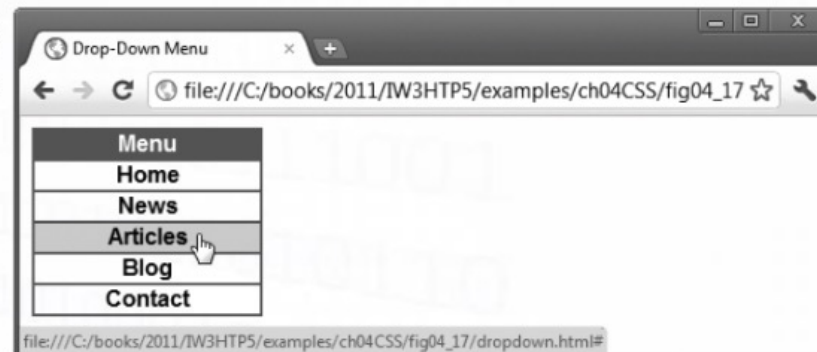 Drop-Down Menu
file:///C:/books/2011/IW3HTP5/examples/ch04CSS/fig04_17
Menu
Home
News
Articles
Blog
Contact
file:///C:/books/2011/IW3HTP5/examples/ch04CSS/fig04_17/dropdown.html#